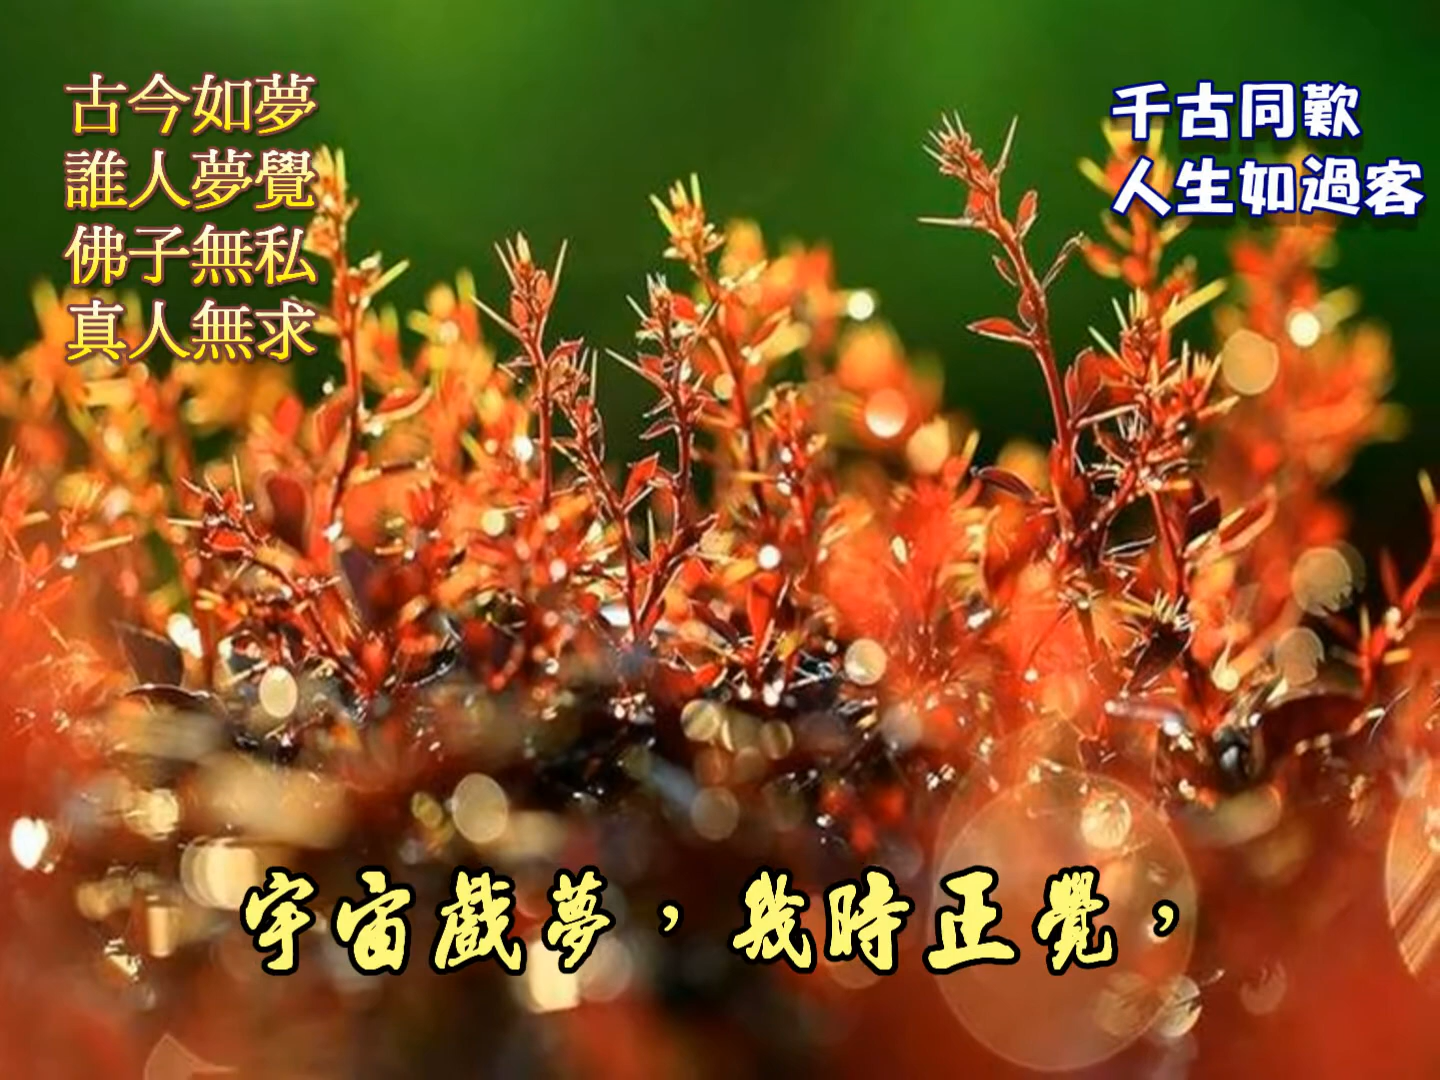 古今如夢
誰人夢覺
佛子無私
真人無求
千古同歎
人生如過客
宇宙戲夢，幾時正覺，